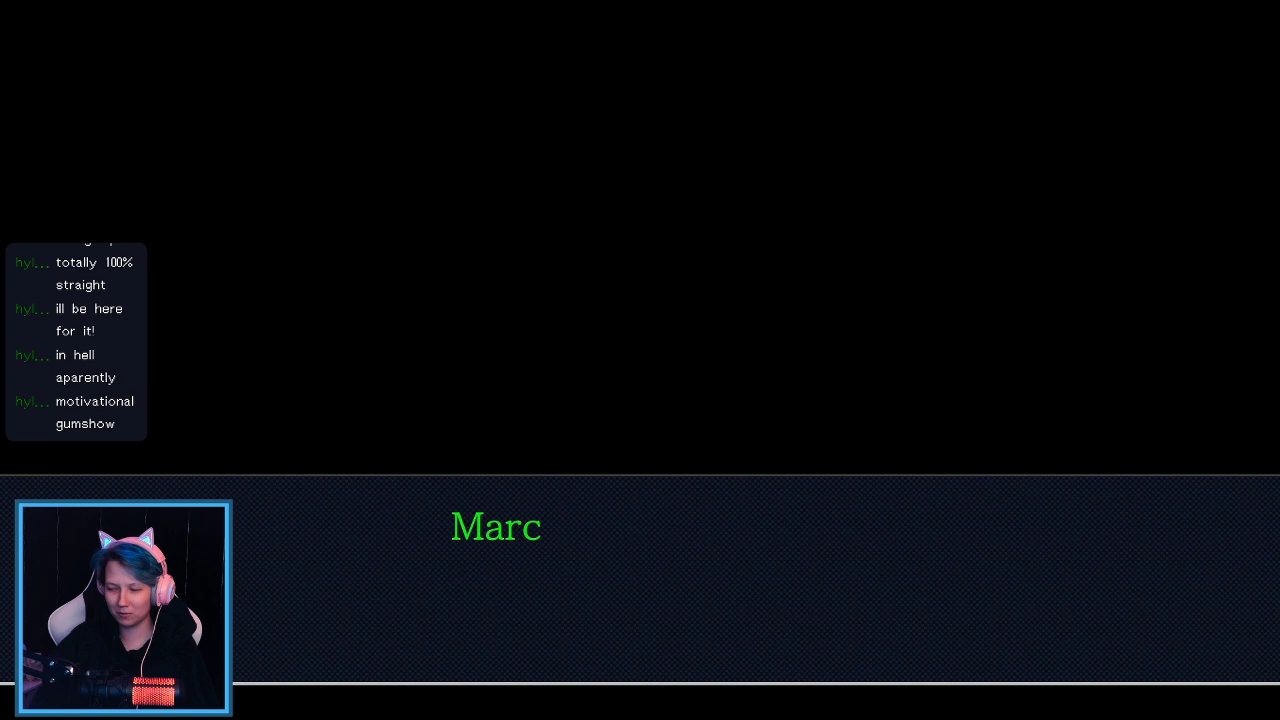 hyl... totally 100%
straight
hyl... ill be here
for it!
hyl... in hell
aparently
hyl... motivational
gumshow
Marc